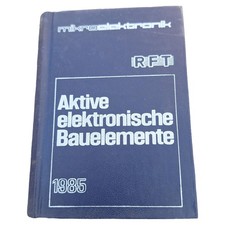 mikroelektronik
RFT
Aktive
elektronische
Bauelemente
1985